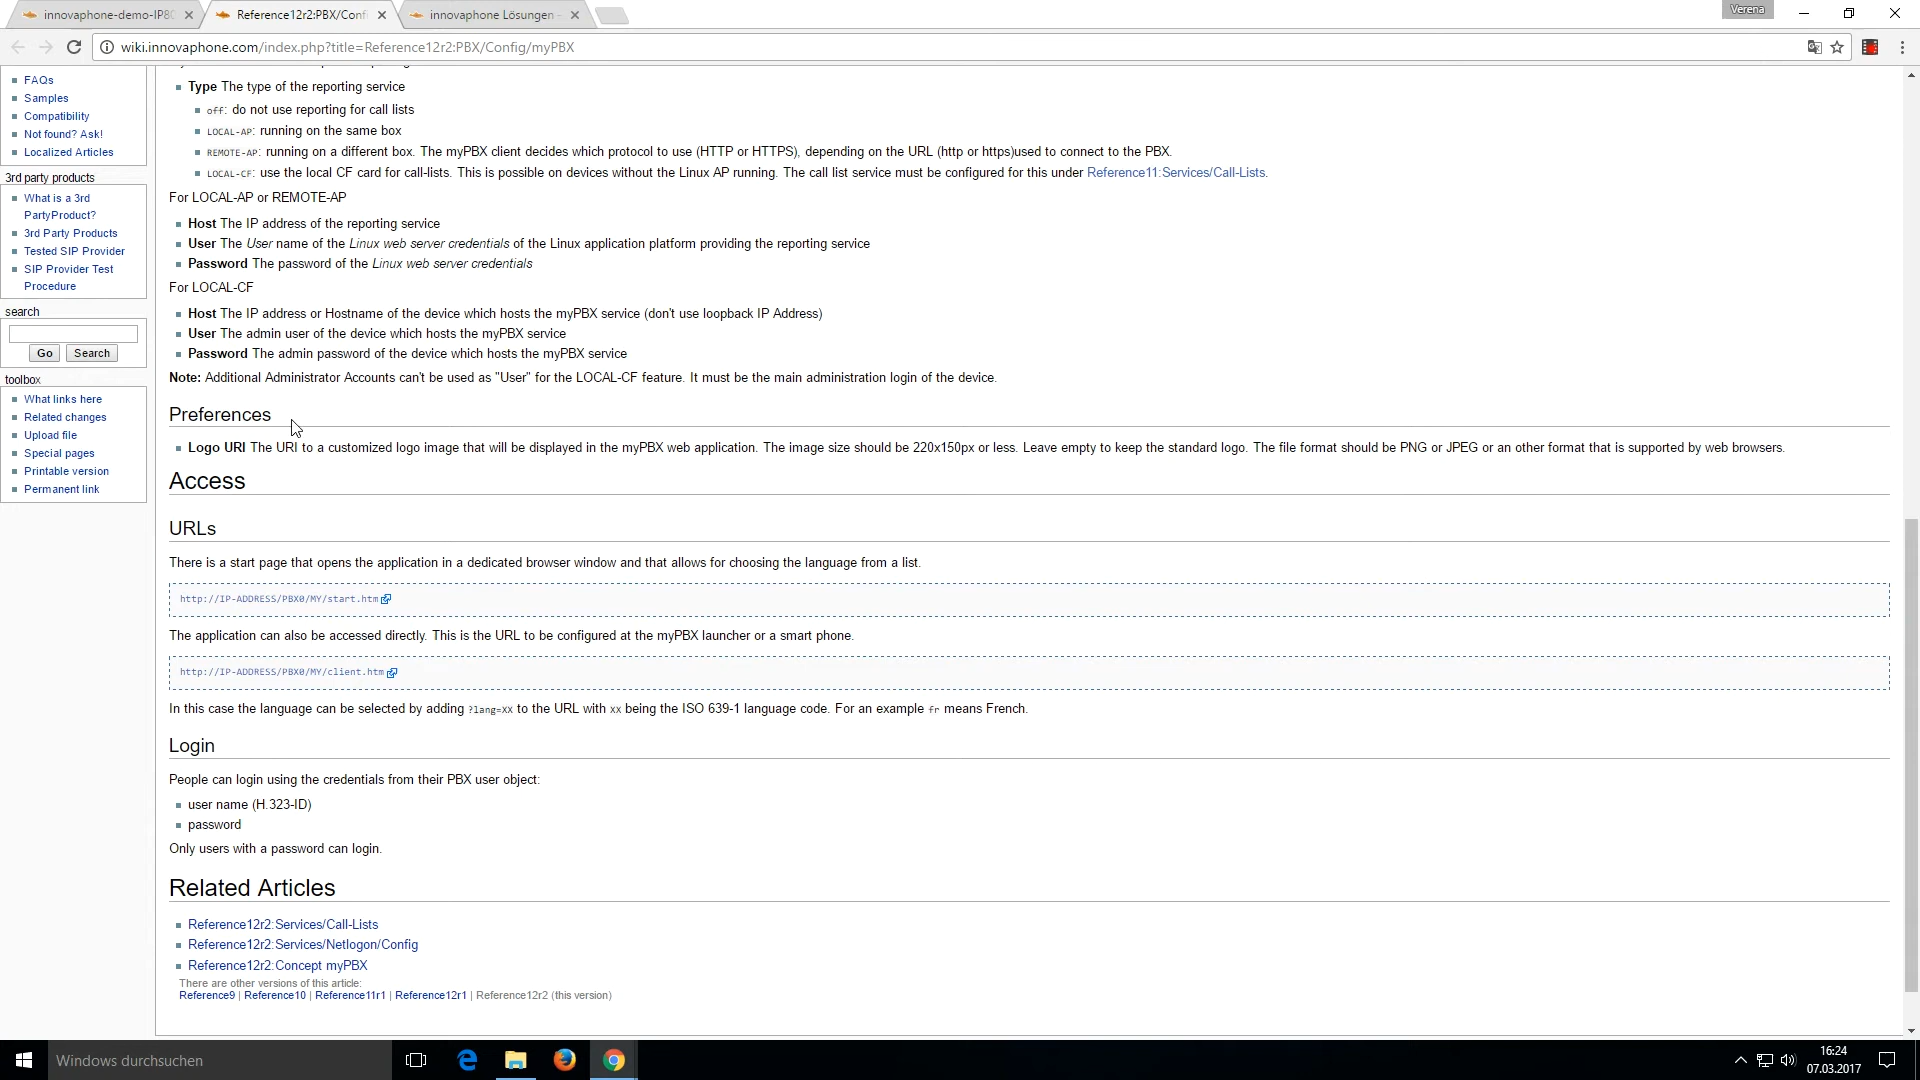 innovaphone-demo-IP80
Reference12r2:PBX/Confi
innovaphone Lösungen –
Verena
wiki.innovaphone.com/index.php?title=Reference12r2:PBX/Config/myPBX
FAQs
Samples
Compatibility
Not found? Ask!
Localized Articles
3rd party products
What is a 3rd
PartyProduct?
3rd Party Products
Tested SIP Provider
SIP Provider Test
Procedure
search
Go Search
toolbox
What links here
Related changes
Upload file
Special pages
Printable version
Permanent link
Type The type of the reporting service
off: do not use reporting for call lists
LOCAL-AP: running on the same box
REMOTE-AP: running on a different box. The myPBX client decides which protocol to use (HTTP or HTTPS), depending on the URL (http or https)used to connect to the PBX.
LOCAL-CF: use the local CF card for call-lists. This is possible on devices without the Linux AP running. The call list service must be configured for this under Reference11:Services/Call-Lists.
For LOCAL-AP or REMOTE-AP
Host The IP address of the reporting service
User The User name of the Linux web server credentials of the Linux application platform providing the reporting service
Password The password of the Linux web server credentials
For LOCAL-CF
Host The IP address or Hostname of the device which hosts the myPBX service (don't use loopback IP Address)
User The admin user of the device which hosts the myPBX service
Password The admin password of the device which hosts the myPBX service
Note: Additional Administrator Accounts can't be used as "User" for the LOCAL-CF feature. It must be the main administration login of the device.
Preferences
Logo URI The URI to a customized logo image that will be displayed in the myPBX web application. The image size should be 220x150px or less. Leave empty to keep the standard logo. The file format should be PNG or JPEG or an other format that is supported by web browsers.
Access
URLs
There is a start page that opens the application in a dedicated browser window and that allows for choosing the language from a list.
http://IP-ADDRESS/PBX0/MY/start.htm
The application can also be accessed directly. This is the URL to be configured at the myPBX launcher or a smart phone.
http://IP-ADDRESS/PBX0/MY/client.htm
In this case the language can be selected by adding ?lang=XX to the URL with XX being the ISO 639-1 language code. For an example fr means French.
Login
People can login using the credentials from their PBX user object:
user name (H.323-ID)
password
Only users with a password can login.
Related Articles
Reference12r2:Services/Call-Lists
Reference12r2:Services/Netlogon/Config
Reference12r2:Concept myPBX
There are other versions of this article:
Reference9 | Reference10 | Reference11r1 | Reference12r1 | Reference12r2 (this version)
Windows durchsuchen
16:24
07.03.2017